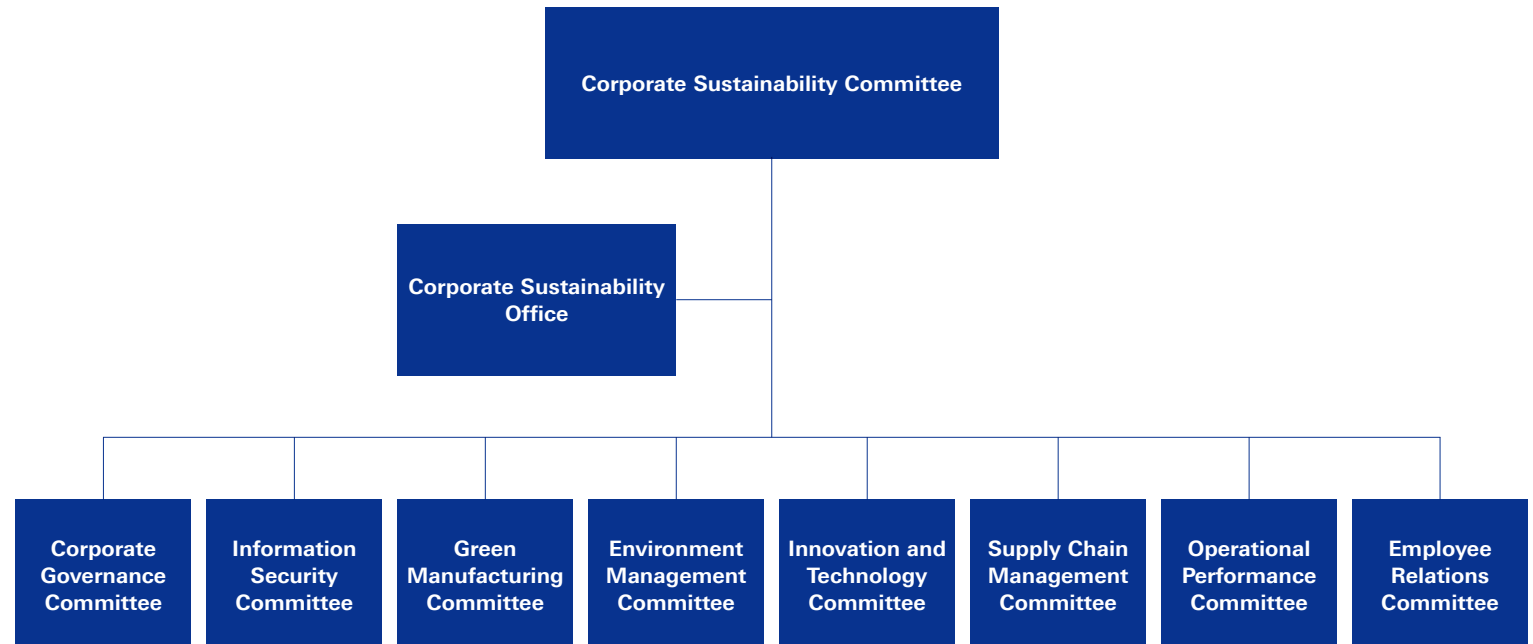 Corporate Sustainability Committee
Corporate Sustainability
Office
Corporate
Governance
Committee
Information
Security
Committee
Green
Manufacturing
Committee
Environment
Management
Committee
Innovation and
Technology
Committee
Supply Chain
Management
Committee
Operational
Performance
Committee
Employee
Relations
Committee